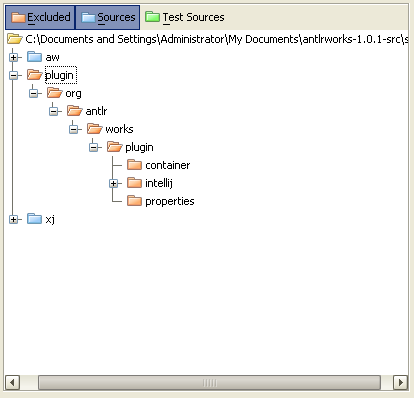 Excluded Sources Test Sources
C:\Documents and Settings\Administrator\My Documents\antlrworks-1.0.1-src\s
aw
plugin
org
antlr
works
plugin
container
intellij
properties
xj